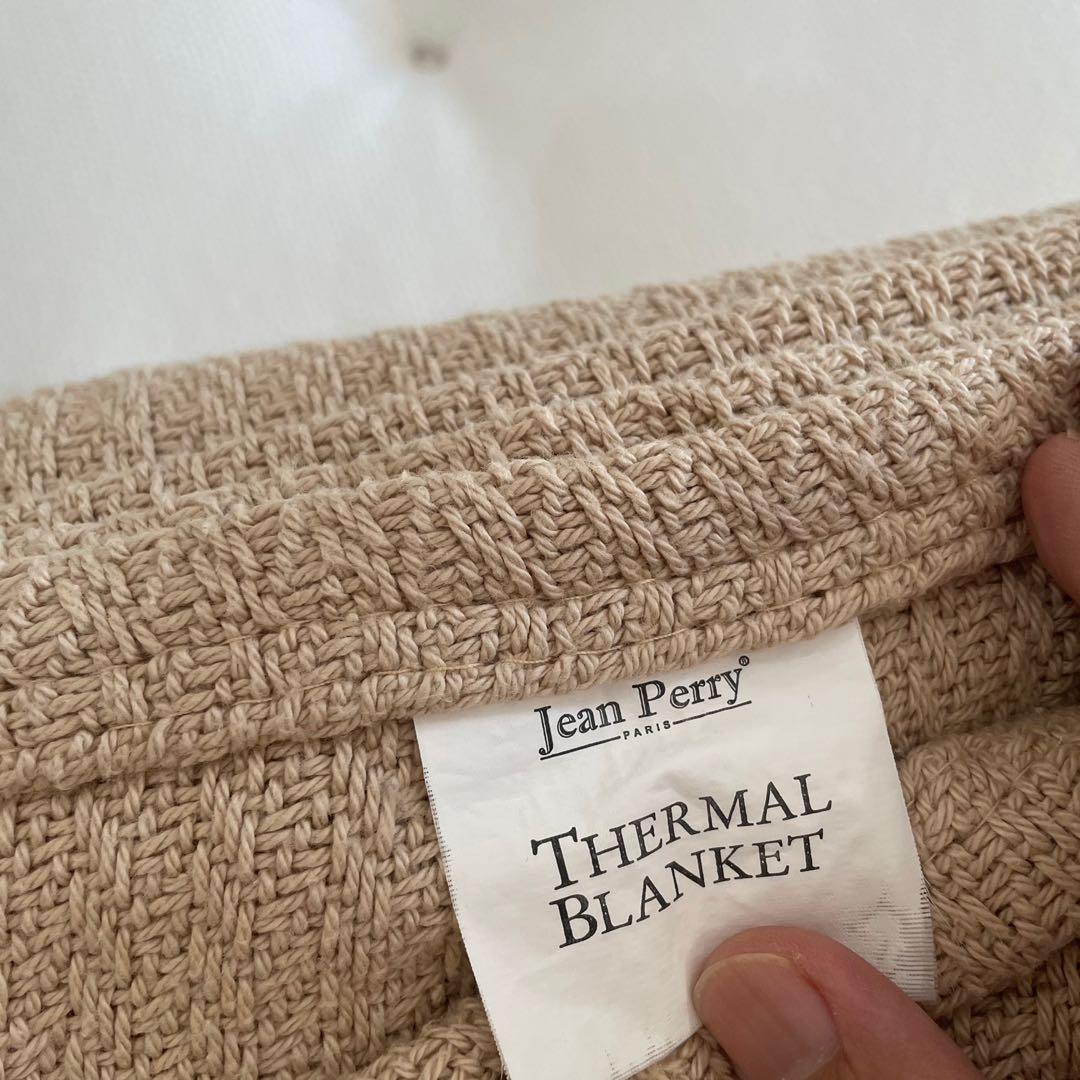 Jean Perry®
PARIS
THERMAL
BLANKET